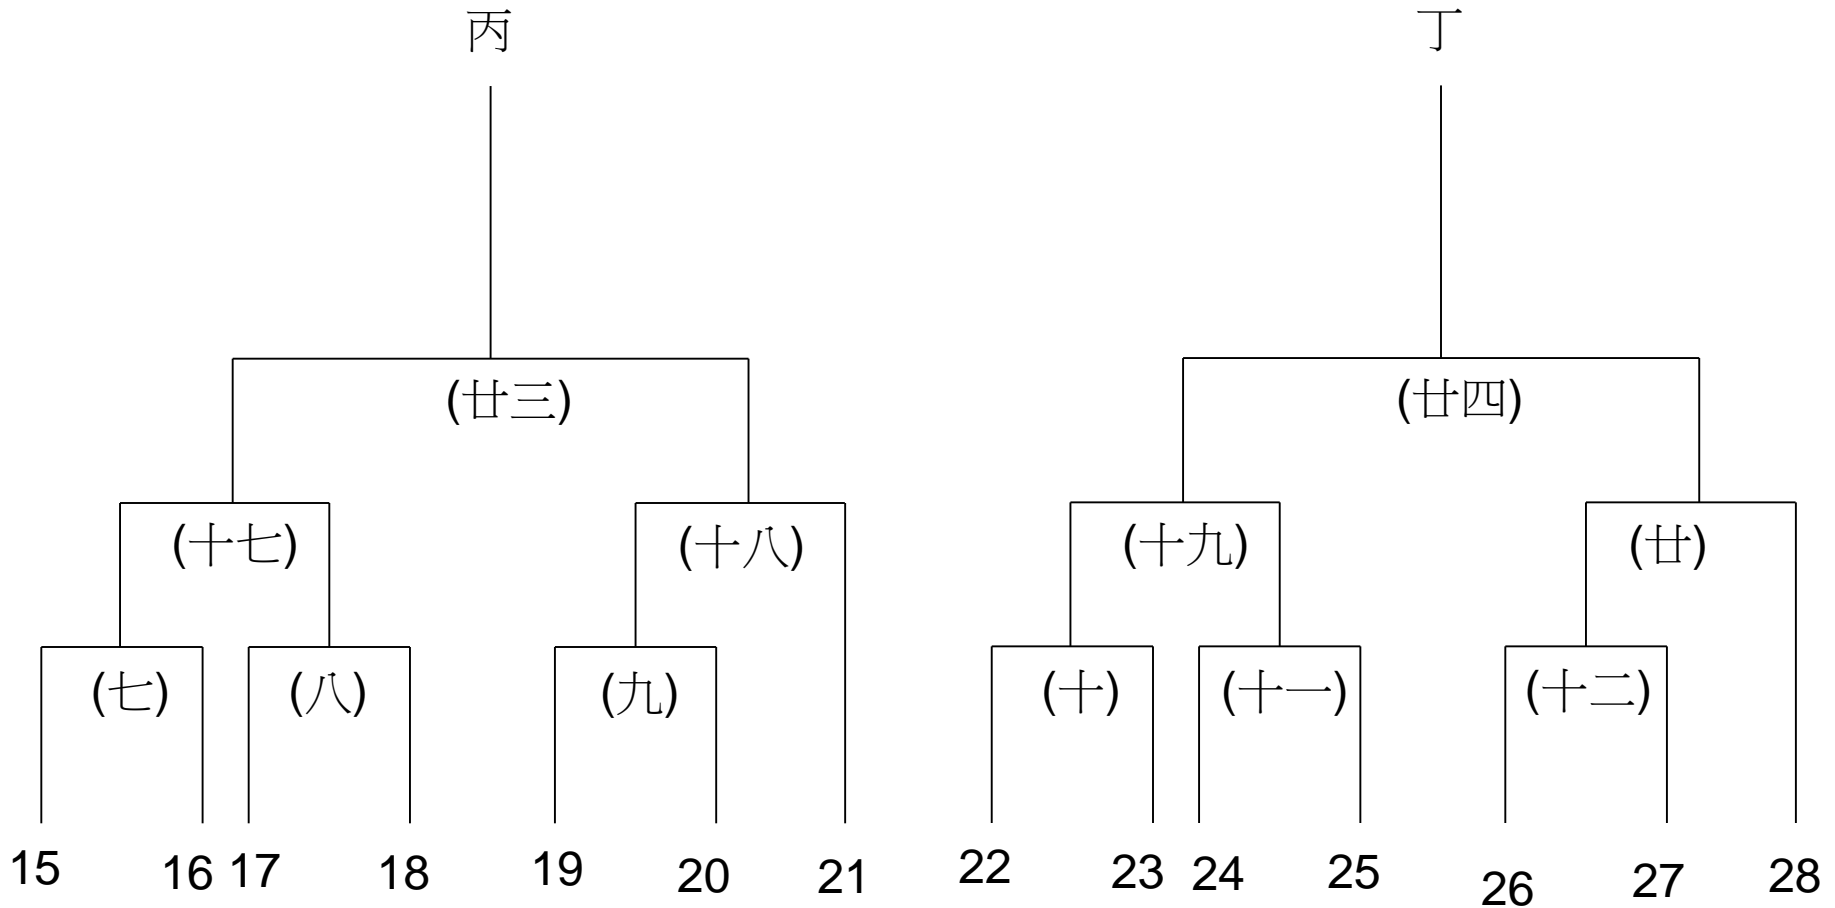 丙 丁
(廿三) (廿四)
(十七) (十八) (十九) (廿)
(七) (八) (九) (十) (十一) (十二)
15 16 17 18 19 20 21 22 23 24 25 26 27 28